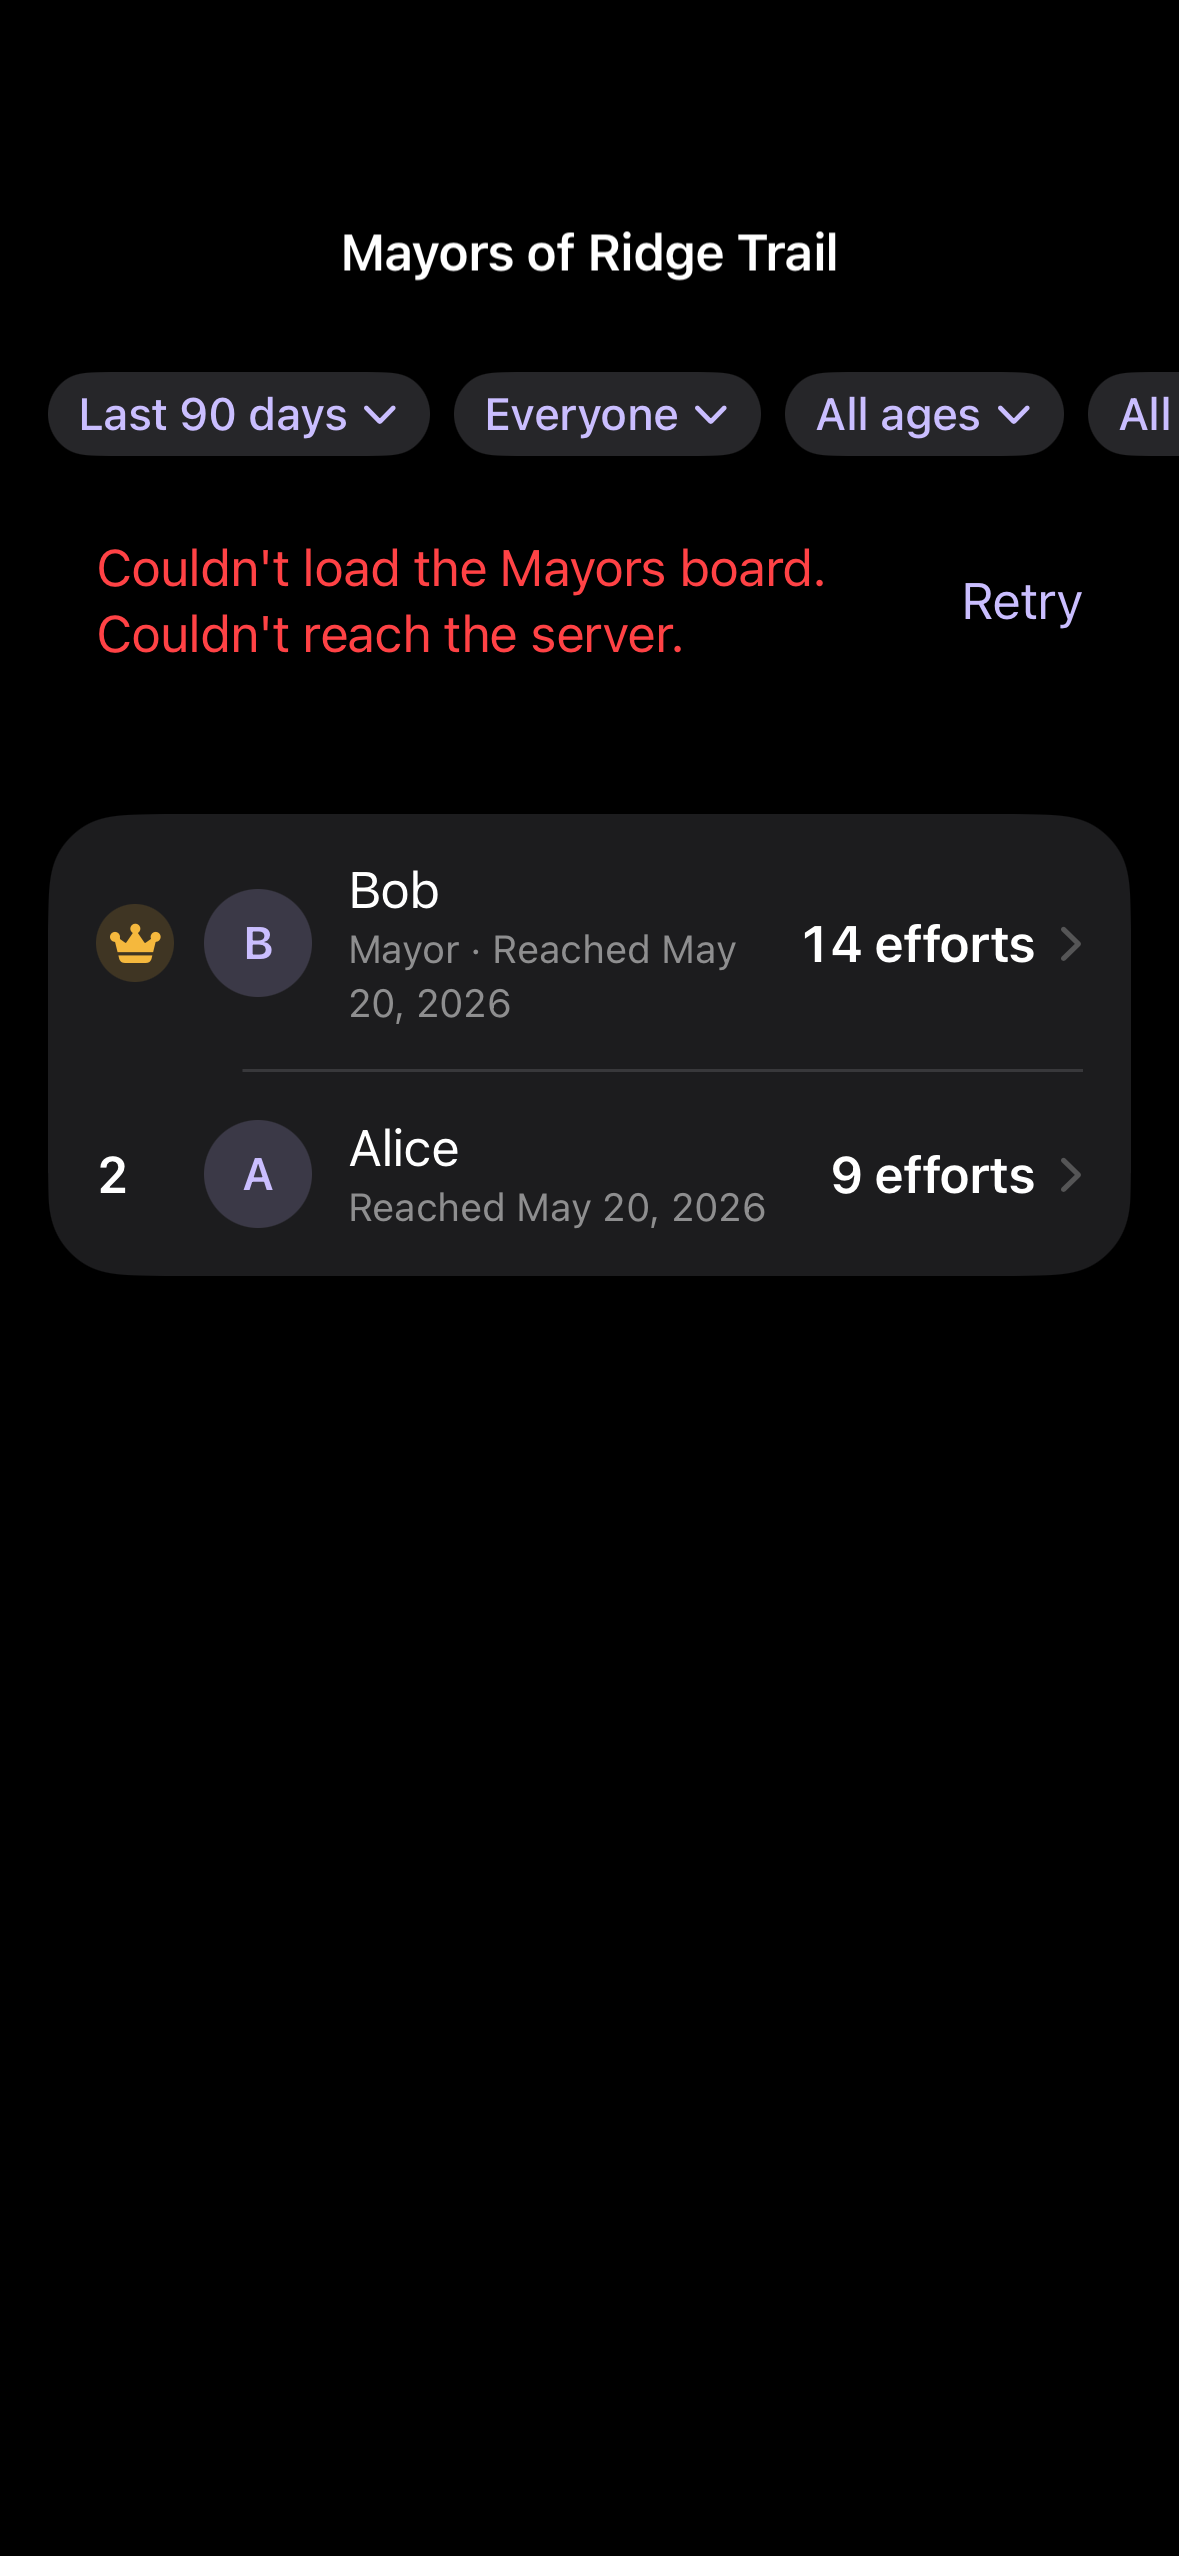 Mayors of Ridge Trail
Last 90 days
Everyone
All ages
All
Couldn't load the Mayors board.
Couldn't reach the server.
Retry
B
Bob
Mayor · Reached May
20, 2026
14 efforts
2
A
Alice
Reached May 20, 2026
9 efforts